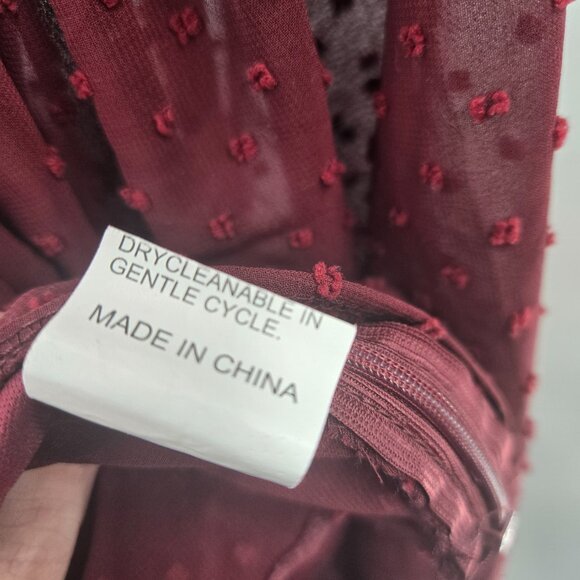 DRYCLEANABLE IN
GENTLE CYCLE.
MADE IN CHINA